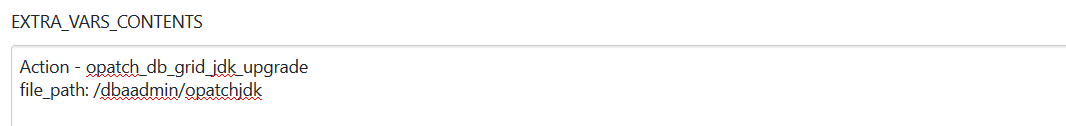 EXTRA_VARS_CONTENTS
Action - opatch_db_grid_jdk_upgrade
file_path: /dbaadmin/opatchjdk